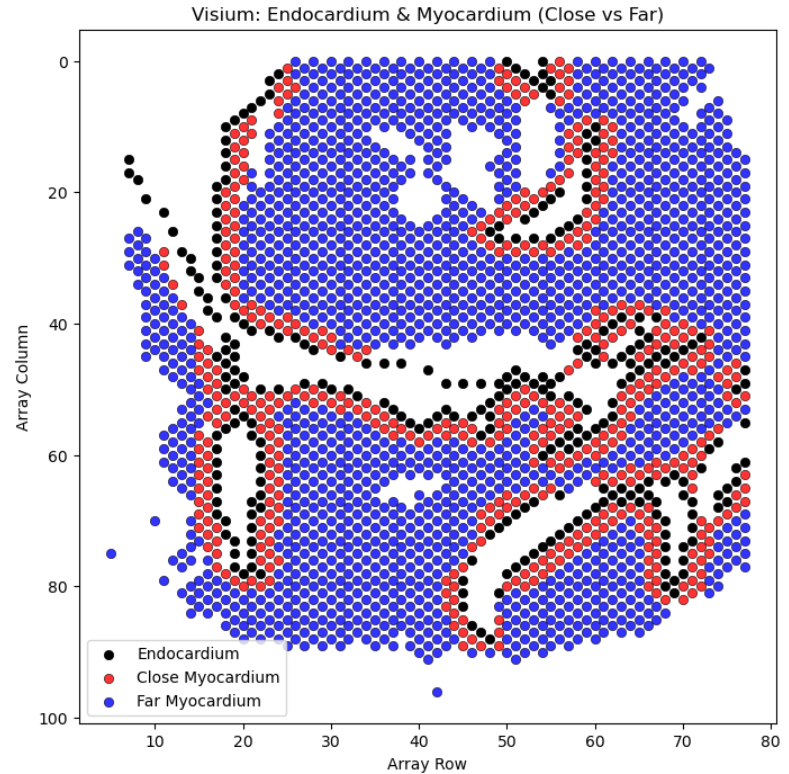 Visium: Endocardium & Myocardium (Close vs Far)
0
20
40
60
80
100
Array Column
Endocardium
Close Myocardium
Far Myocardium
10
20
30
40
50
60
70
80
Array Row